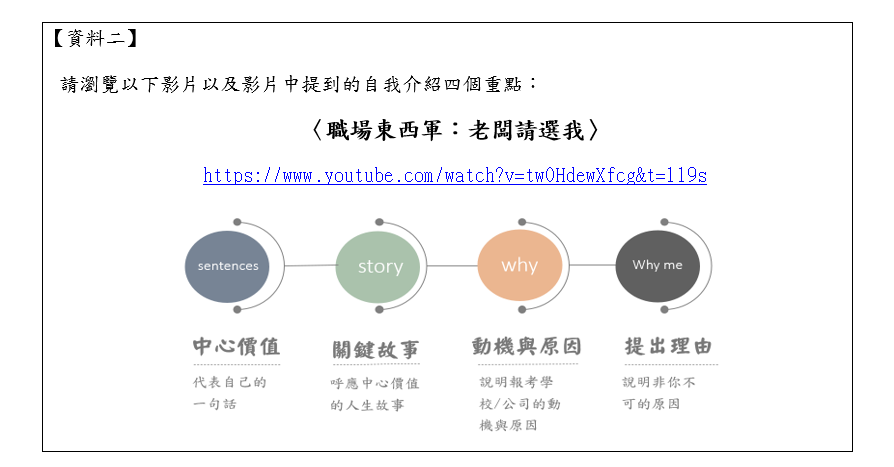 【資料二】
請瀏覽以下影片以及影片中提到的自我介紹四個重點：
〈職場東西軍：老闆請選我〉
https://www.youtube.com/watch?v=twOHdewXfcg&t=119s
sentences
story
why
Why me
中心價值
關鍵故事
動機與原因
提出理由
代表自己的
一句話
呼應中心價值
的人生故事
說明報考學
校/公司的動
機與原因
說明非你不
可的原因